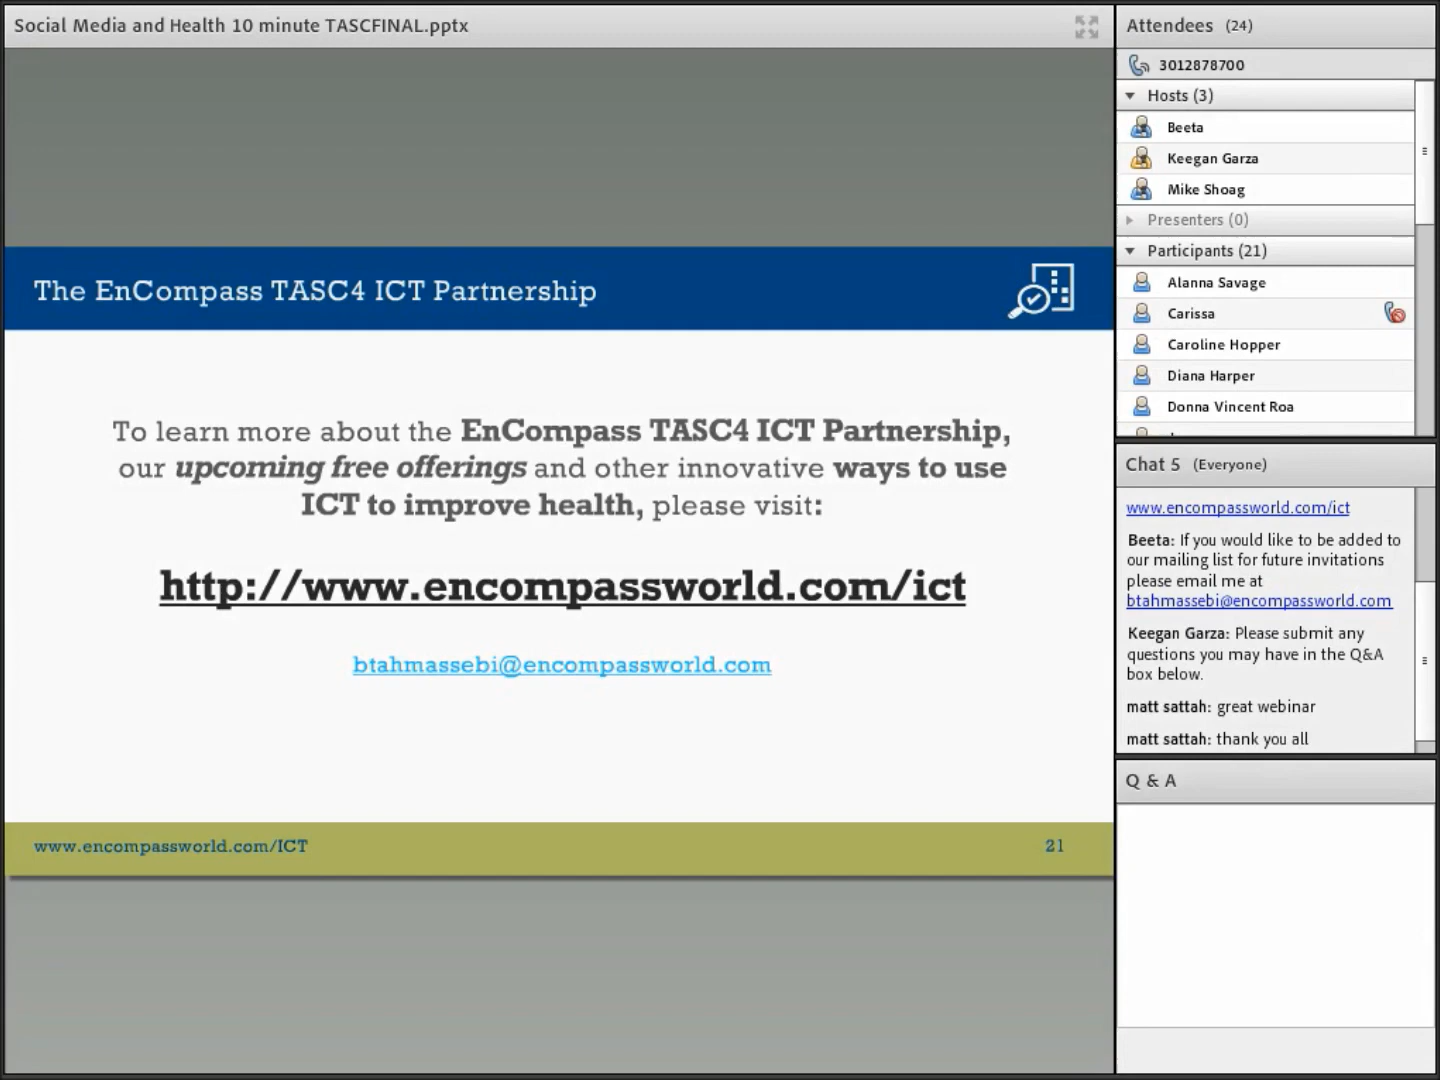 Social Media and Health 10 minute TASCFINAL.pptx
The EnCompass TASC4 ICT Partnership
To learn more about the EnCompass TASC4 ICT Partnership,
our upcoming free offerings and other innovative ways to use
ICT to improve health, please visit:
http://www.encompassworld.com/ict
btahmassebi@encompassworld.com
www.encompassworld.com/ICT
21
Attendees (24)
3012878700
Hosts (3)
Beeta
Keegan Garza
Mike Shoag
Presenters (0)
Participants (21)
Alanna Savage
Carissa
Caroline Hopper
Diana Harper
Donna Vincent Roa
Chat 5 (Everyone)
www.encompassworld.com/ict
Beeta: If you would like to be added to
our mailing list for future invitations
please email me at
btahmassebi@encompassworld.com
Keegan Garza: Please submit any
questions you may have in the Q&A
box below.
matt sattah: great webinar
matt sattah: thank you all
Q & A